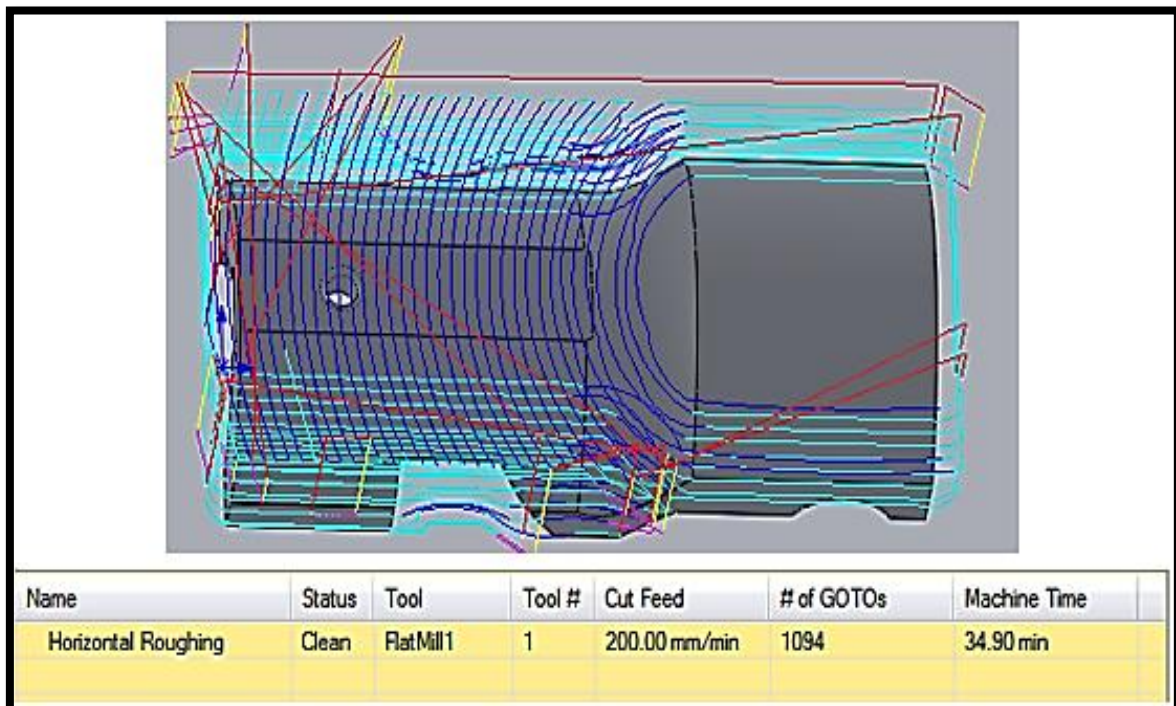 Name Status Tool Tool # Cut Feed # of GOTOs Machine Time
Horizontal Roughing Clean FlatMill1 1 200.00 mm/min 1094 34.90 min